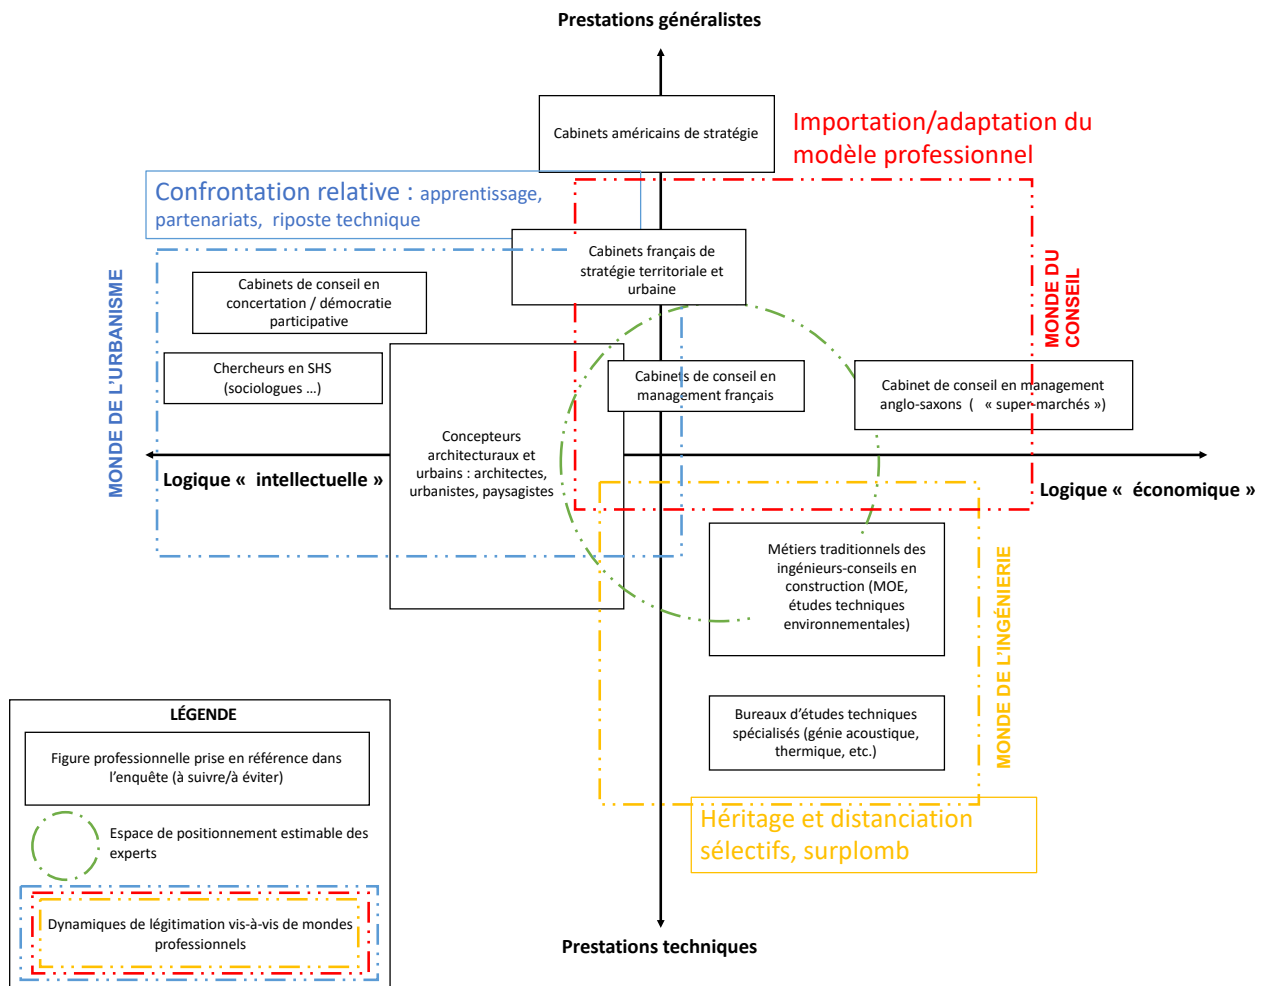 Prestations généralistes
Cabinets américains de stratégie
Importation/adaptation du
modèle professionnel
Confrontation relative : apprentissage,
partenariats, riposte technique
Cabinets français de
stratégie territoriale et
urbaine
MONDE DE L'URBANISME
Cabinets de conseil en
concertation / démocratie
participative
MONDE DU
CONSEIL
Chercheurs en SHS
(sociologues ...)
Cabinets de conseil en
management français
Cabinet de conseil en management
anglo-saxons ( « super-marchés »)
Concepteurs
architecturaux et
urbains : architectes,
urbanistes, paysagistes
Logique « intellectuelle »
Logique « économique »
Métiers traditionnels des
ingénieurs-conseils en
construction (MOE,
études techniques
environnementales)
MONDE DE L'INGÉNIERIE
Bureaux d'études techniques
spécialisés (génie acoustique,
thermique, etc.)
Héritage et distanciation
sélectifs, surplomb
Prestations techniques
LÉGENDE
Figure professionnelle prise en référence dans
l'enquête (à suivre/à éviter)
Espace de positionnement estimable des
experts
Dynamiques de légitimation vis-à-vis de mondes
professionnels